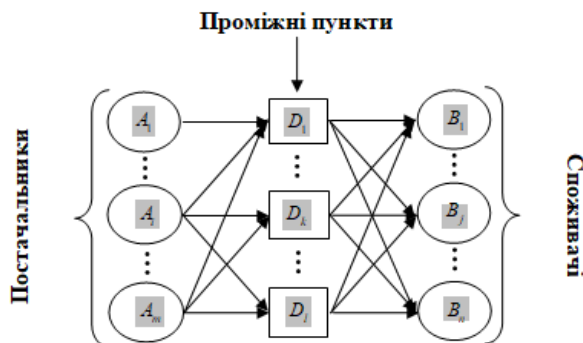 Проміжні пункти
Постачальники
A₁ D₁ B₁
⋮ ⋮ ⋮
Aᵢ Dₖ Bⱼ
⋮ ⋮ ⋮
Aₘ Dₗ Bₙ
Споживачі